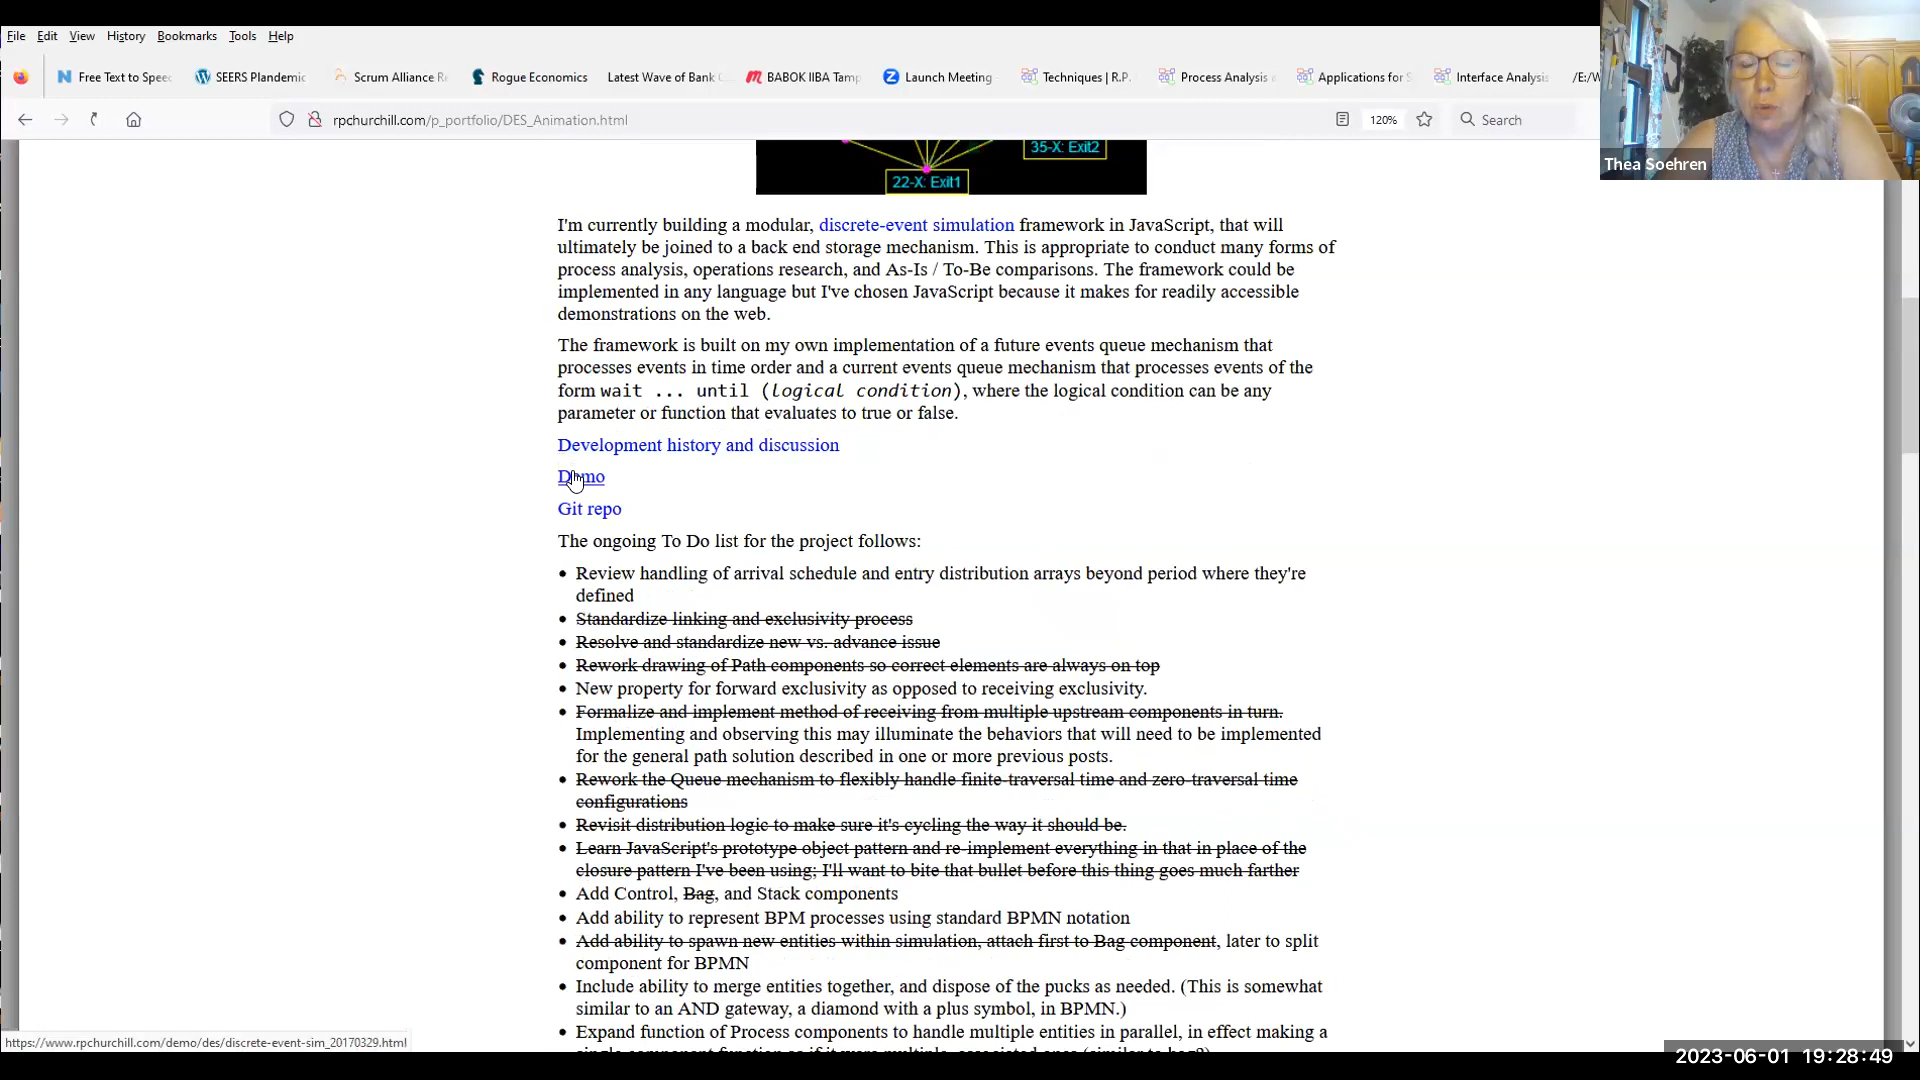 File Edit View History Bookmarks Tools Help
Free Text to Speec SEERS Plandemic Scrum Alliance R Rogue Economics Latest Wave of Bank BABOK IIBA Tamp Launch Meeting Techniques | R.P. Process Analysis Applications for S Interface Analysis /E:/W
rpchurchill.com/p_portfolio/DES_Animation.html 120% Search
Thea Soehren
35-X: Exit2
22-X: Exit1
I'm currently building a modular, discrete-event simulation framework in JavaScript, that will
ultimately be joined to a back end storage mechanism. This is appropriate to conduct many forms of
process analysis, operations research, and As-Is / To-Be comparisons. The framework could be
implemented in any language but I've chosen JavaScript because it makes for readily accessible
demonstrations on the web.
The framework is built on my own implementation of a future events queue mechanism that
processes events in time order and a current events queue mechanism that processes events of the
form wait ... until (logical condition), where the logical condition can be any
parameter or function that evaluates to true or false.
Development history and discussion
Demo
Git repo
The ongoing To Do list for the project follows:
• Review handling of arrival schedule and entry distribution arrays beyond period where they're
defined
• Standardize linking and exclusivity process
• Resolve and standardize new vs. advance issue
• Rework drawing of Path components so correct elements are always on top
• New property for forward exclusivity as opposed to receiving exclusivity.
• Formalize and implement method of receiving from multiple upstream components in turn.
Implementing and observing this may illuminate the behaviors that will need to be implemented
for the general path solution described in one or more previous posts.
• Rework the Queue mechanism to flexibly handle finite-traversal time and zero-traversal time
configurations
• Revisit distribution logic to make sure it's cycling the way it should be.
• Learn JavaScript's prototype object pattern and re-implement everything in that in place of the
closure pattern I've been using; I'll want to bite that bullet before this thing goes much farther
• Add Control, Bag, and Stack components
• Add ability to represent BPM processes using standard BPMN notation
• Add ability to spawn new entities within simulation, attach first to Bag component, later to split
component for BPMN
• Include ability to merge entities together, and dispose of the pucks as needed. (This is somewhat
similar to an AND gateway, a diamond with a plus symbol, in BPMN.)
• Expand function of Process components to handle multiple entities in parallel, in effect making a
https://www.rpchurchill.com/demo/des/discrete-event-sim_20170329.html
2023-06-01 19:28:49